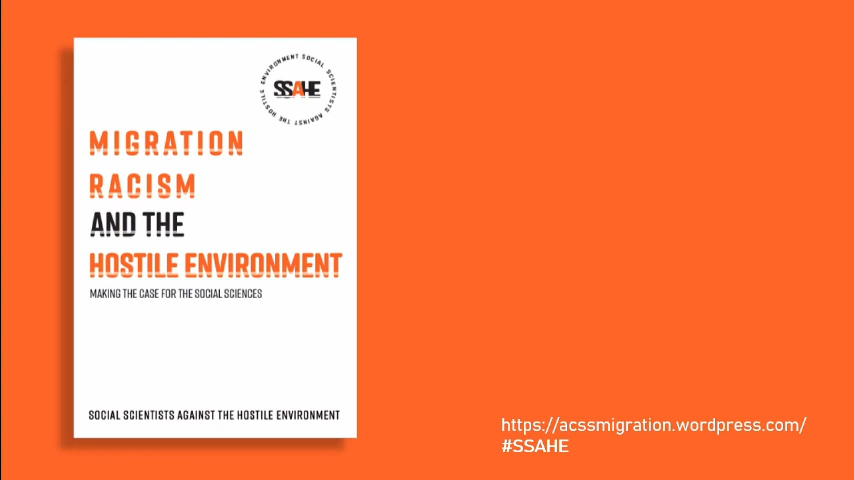 ENVIRONMENT SOCIAL SCIENTISTS AGAINST THE HOSTILE
SSAHE
MIGRATION
RACISM
AND THE
HOSTILE ENVIRONMENT
MAKING THE CASE FOR THE SOCIAL SCIENCES
SOCIAL SCIENTISTS AGAINST THE HOSTILE ENVIRONMENT
https://acssmigration.wordpress.com/
#SSAHE